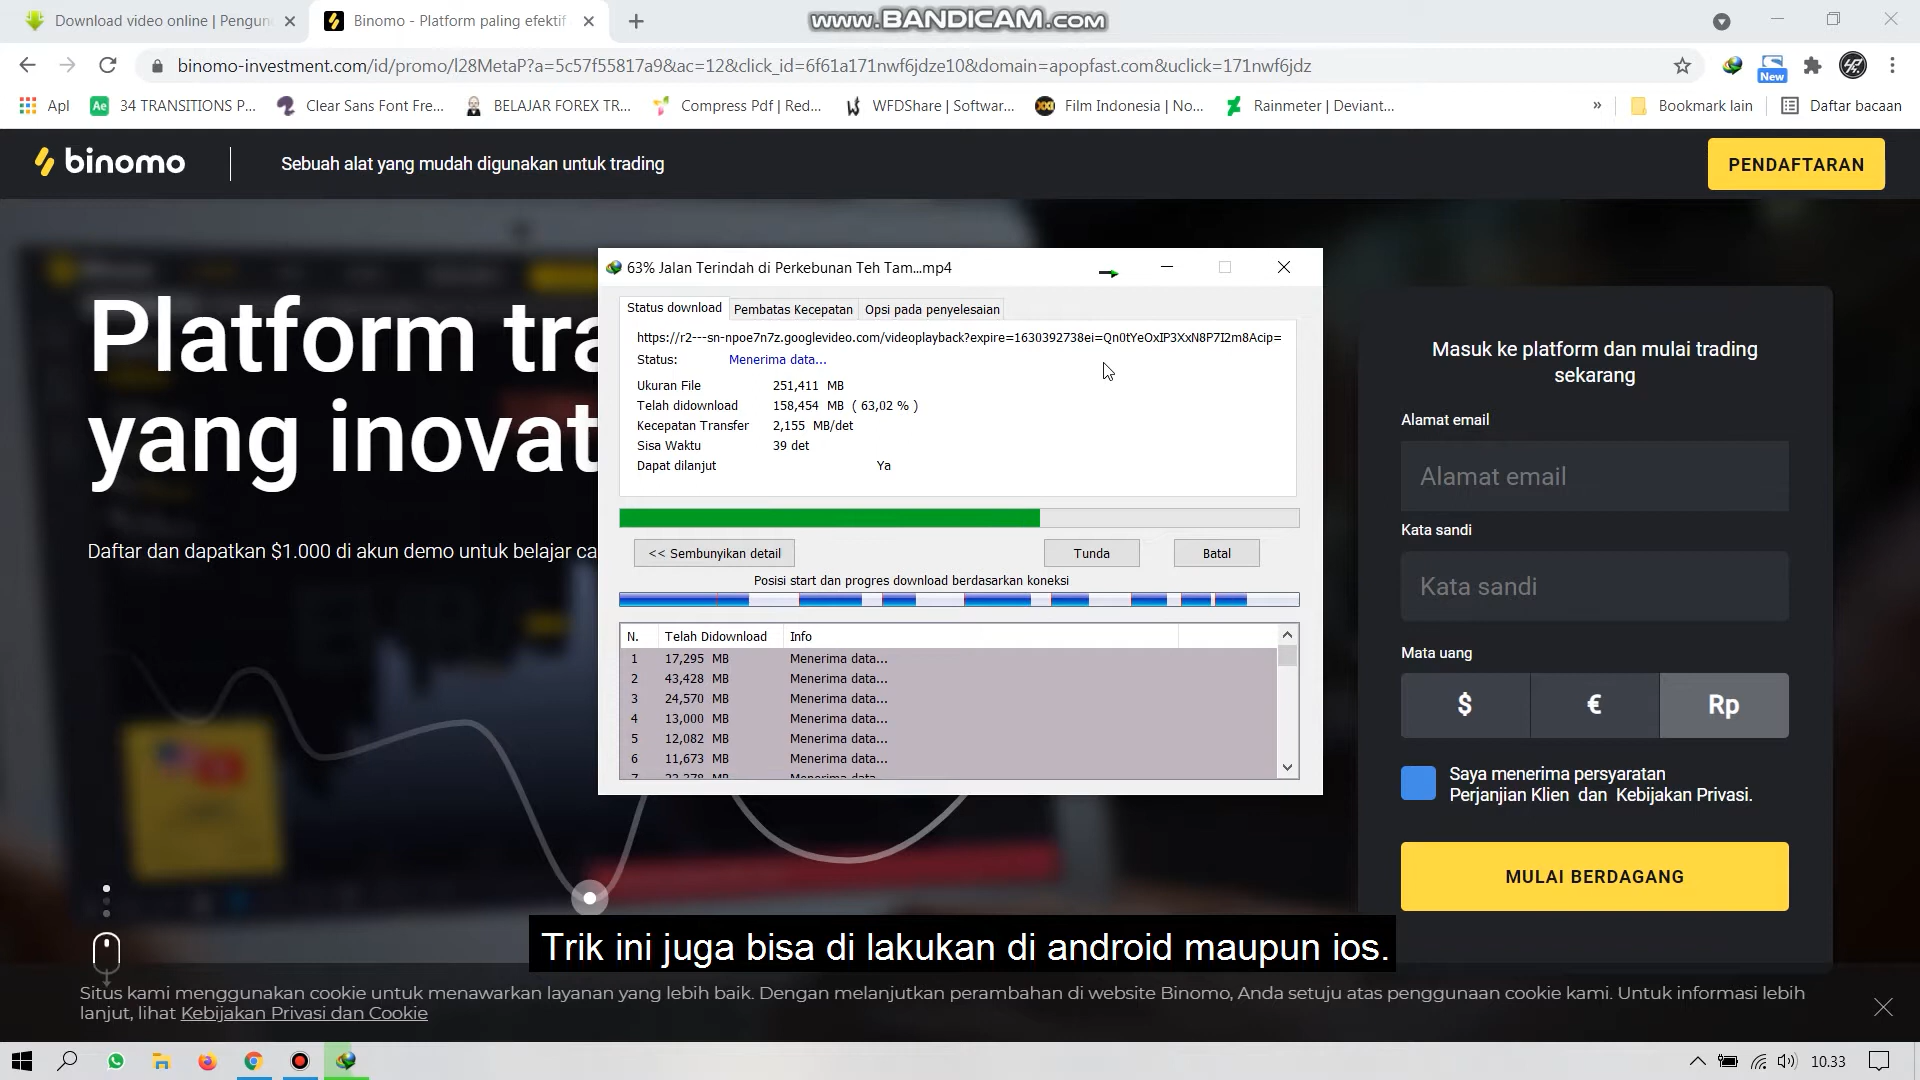 Download video online | Pengun
Binomo - Platform paling efektif
www.BANDICAM.com
binomo-investment.com/id/promo/l28MetaP?a=5c57f55817a9&ac=12&click_id=6f61a171nwf6jdze10&domain=apopfast.com&uclick=171nwf6jdz
New
Apl
Ae
34 TRANSITIONS P...
Clear Sans Font Fre...
BELAJAR FOREX TR...
Compress Pdf | Red...
WFDShare | Softwar...
Film Indonesia | No...
Rainmeter | Deviant...
»
Bookmark lain
Daftar bacaan
binomo
Sebuah alat yang mudah digunakan untuk trading
PENDAFTARAN
Platform tra
yang inovat
Daftar dan dapatkan $1.000 di akun demo untuk belajar ca
63% Jalan Terindah di Perkebunan Teh Tam...mp4
Status download
Pembatas Kecepatan
Opsi pada penyelesaian
https://r2---sn-npoe7n7z.googlevideo.com/videoplayback?expire=1630392738ei=Qn0tYeOxIP3XxN8P7I2m8Acip=
Status: Menerima data...
Ukuran File 251,411 MB
Telah didownload 158,454 MB ( 63,02 % )
Kecepatan Transfer 2,155 MB/det
Sisa Waktu 39 det
Dapat dilanjut Ya
<< Sembunyikan detail
Tunda
Batal
Posisi start dan progres download berdasarkan koneksi
N. Telah Didownload Info
1 17,295 MB Menerima data...
2 43,428 MB Menerima data...
3 24,570 MB Menerima data...
4 13,000 MB Menerima data...
5 12,082 MB Menerima data...
6 11,673 MB Menerima data...
Masuk ke platform dan mulai trading
sekarang
Alamat email
Alamat email
Kata sandi
Kata sandi
Mata uang
$ € Rp
Saya menerima persyaratan
Perjanjian Klien dan Kebijakan Privasi.
MULAI BERDAGANG
Trik ini juga bisa di lakukan di android maupun ios.
Situs kami menggunakan cookie untuk menawarkan layanan yang lebih baik. Dengan melanjutkan perambahan di website Binomo, Anda setuju atas penggunaan cookie kami. Untuk informasi lebih
lanjut, lihat Kebijakan Privasi dan Cookie
10.33